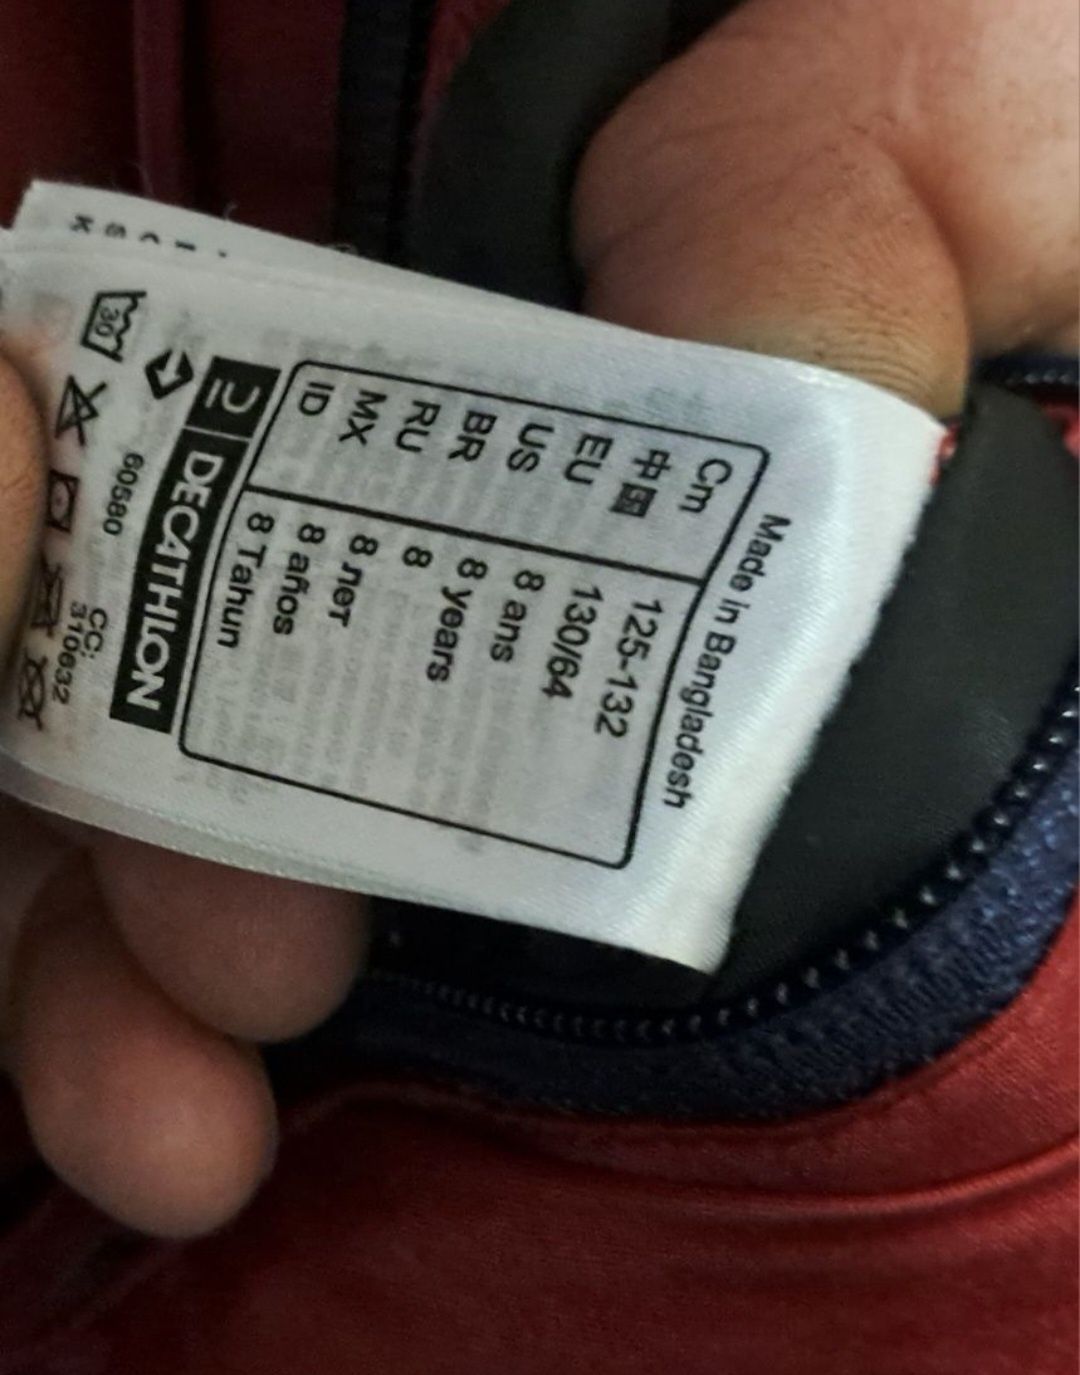 Made in Bangladesh
Cm 125-132
中国 130/64
EU 8 ans
US 8 years
BR 8
RU 8 лет
MX 8 años
ID 8 Tahun
DECATHLON
60580
CC:
310632
30